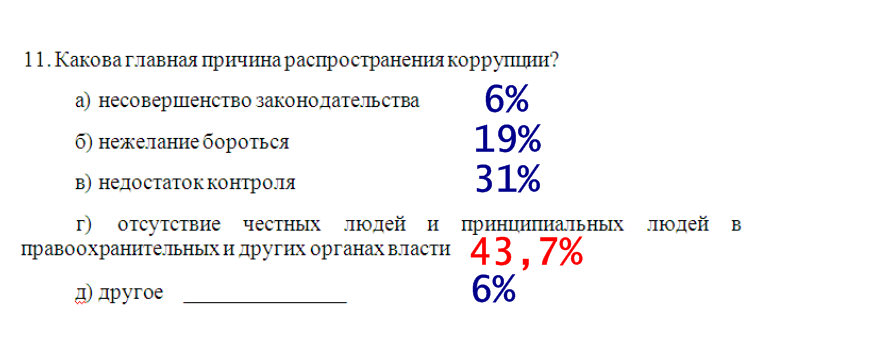 11. Какова главная причина распространения коррупции?
а) несовершенство законодательства 6%
б) нежелание бороться 19%
в) недостаток контроля 31%
г) отсутствие честных людей и принципиальных людей в
правоохранительных и других органах власти 43,7%
д) другое _______________ 6%